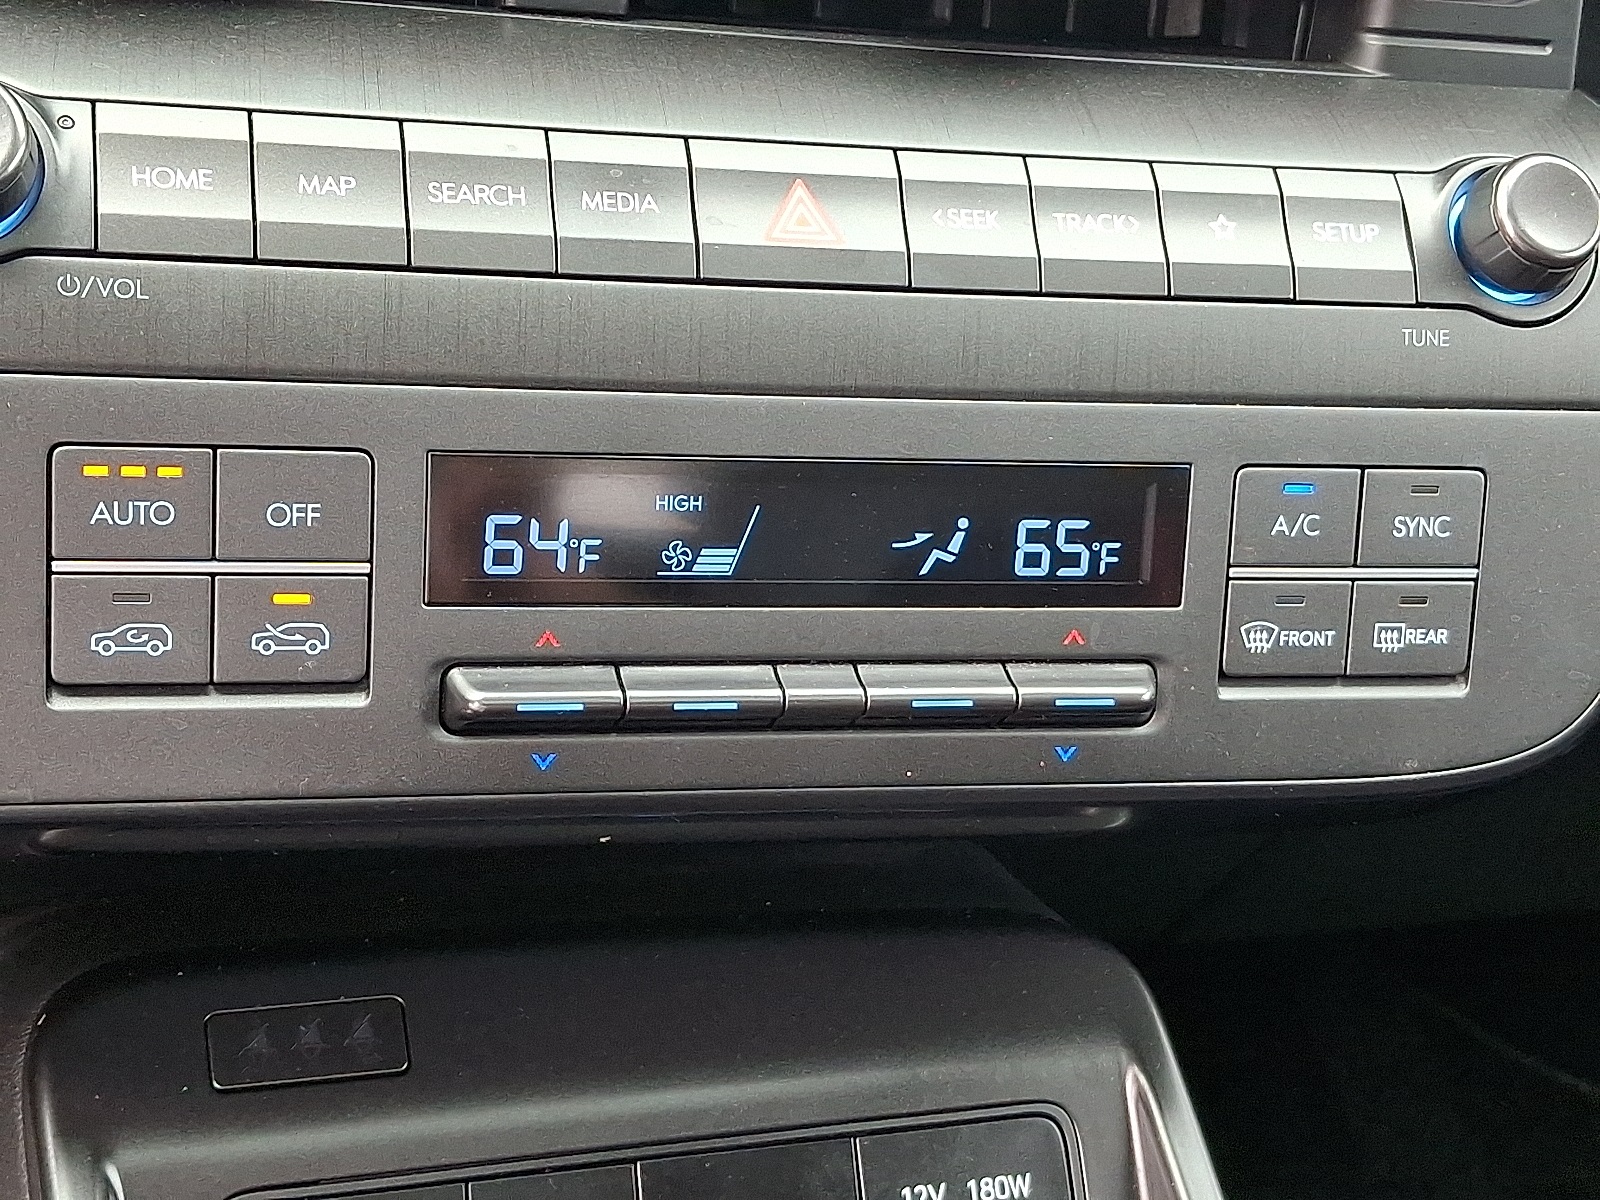 HOME MAP SEARCH MEDIA <SEEK TRACK> SETUP
/VOL
TUNE
AUTO OFF
HIGH
64°F 65°F
A/C SYNC
FRONT REAR
12V 180W